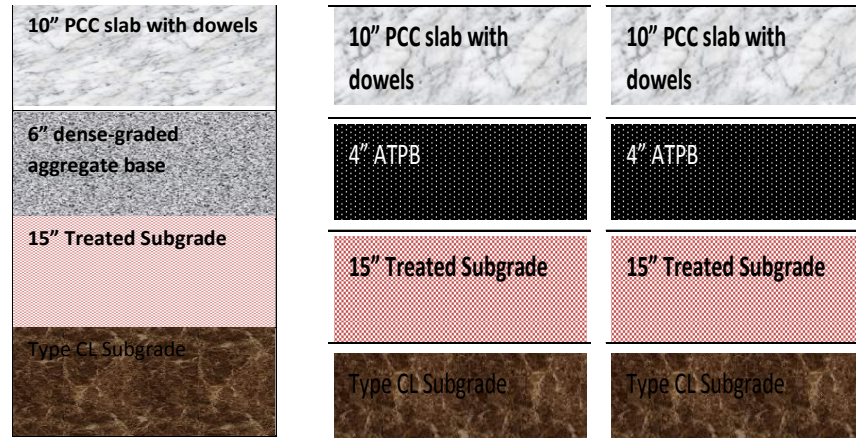 10” PCC slab with dowels
6” dense-graded
aggregate base
15” Treated Subgrade
Type CL Subgrade
10” PCC slab with
dowels
4” ATPB
15” Treated Subgrade
Type CL Subgrade
10” PCC slab with
dowels
4” ATPB
15” Treated Subgrade
Type CL Subgrade